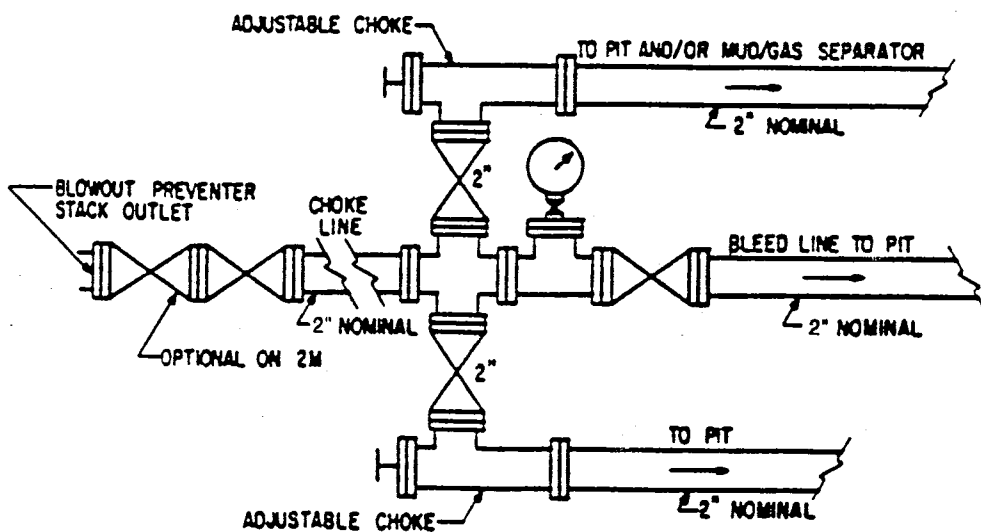 ADJUSTABLE CHOKE
TO PIT AND/OR MUD/GAS SEPARATOR
2" NOMINAL
2"
BLOWOUT PREVENTER
STACK OUTLET
CHOKE
LINE
BLEED LINE TO PIT
2" NOMINAL
2" NOMINAL
OPTIONAL ON 2M
2"
TO PIT
2" NOMINAL
ADJUSTABLE CHOKE